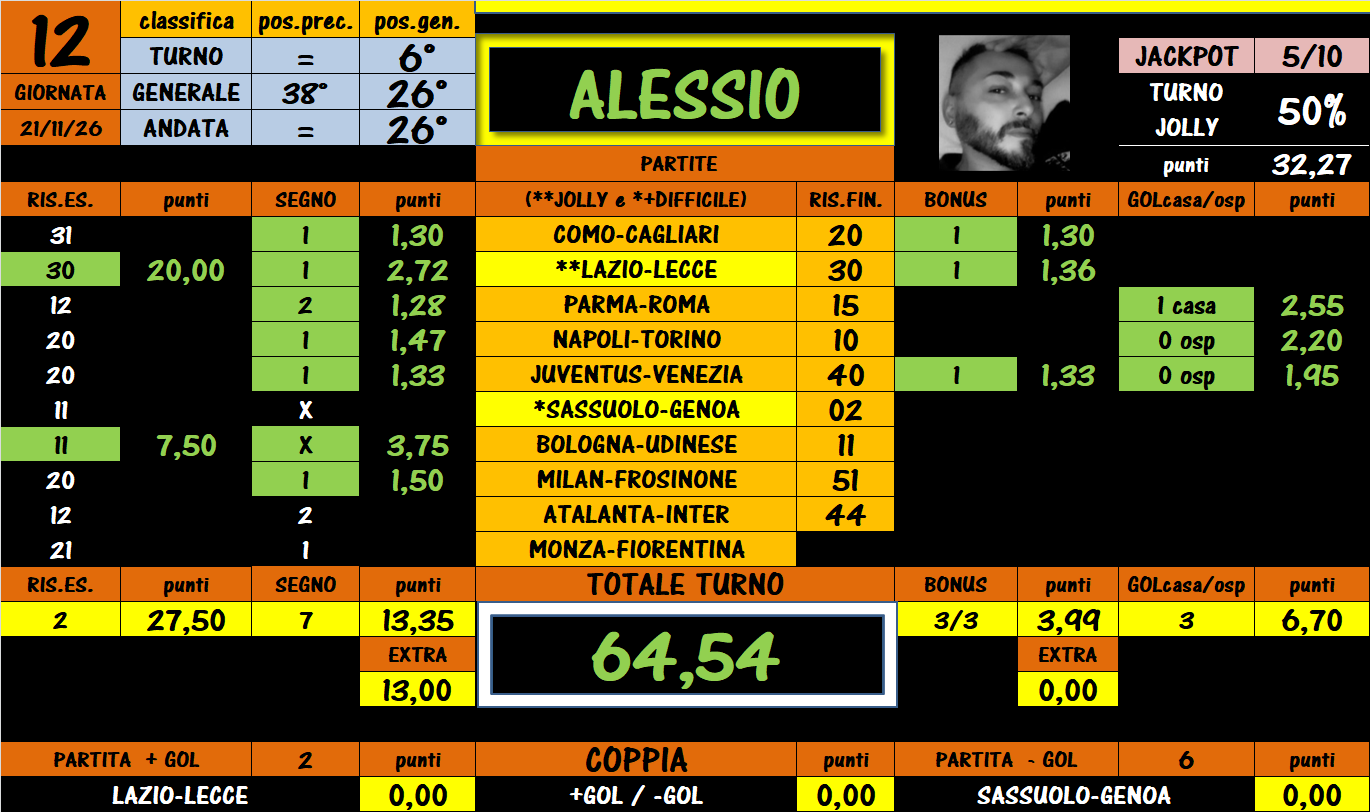 12 classifica pos.prec. pos.gen.
TURNO = 6°
GIORNATA GENERALE 38° 26°
21/11/26 ANDATA = 26°
ALESSIO
JACKPOT 5/10
TURNO
JOLLY 50%
punti 32,27
PARTITE
RIS.ES. punti SEGNO punti (**JOLLY e *+DIFFICILE) RIS.FIN. BONUS punti GOLcasa/osp punti
31 1 1,30 COMO-CAGLIARI 20 1 1,30
30 20,00 1 2,72 **LAZIO-LECCE 30 1 1,36
12 2 1,28 PARMA-ROMA 15 1 casa 2,55
20 1 1,47 NAPOLI-TORINO 10 0 osp 2,20
20 1 1,33 JUVENTUS-VENEZIA 40 1 1,33 0 osp 1,95
11 X *SASSUOLO-GENOA 02
11 7,50 X 3,75 BOLOGNA-UDINESE 11
20 1 1,50 MILAN-FROSINONE 51
12 2 ATALANTA-INTER 44
21 1 MONZA-FIORENTINA
RIS.ES. punti SEGNO punti TOTALE TURNO BONUS punti GOLcasa/osp punti
2 27,50 7 13,35 64,54 3/3 3,99 3 6,70
EXTRA EXTRA
13,00 0,00
PARTITA + GOL 2 punti COPPIA punti PARTITA - GOL 6 punti
LAZIO-LECCE 0,00 +GOL / -GOL 0,00 SASSUOLO-GENOA 0,00